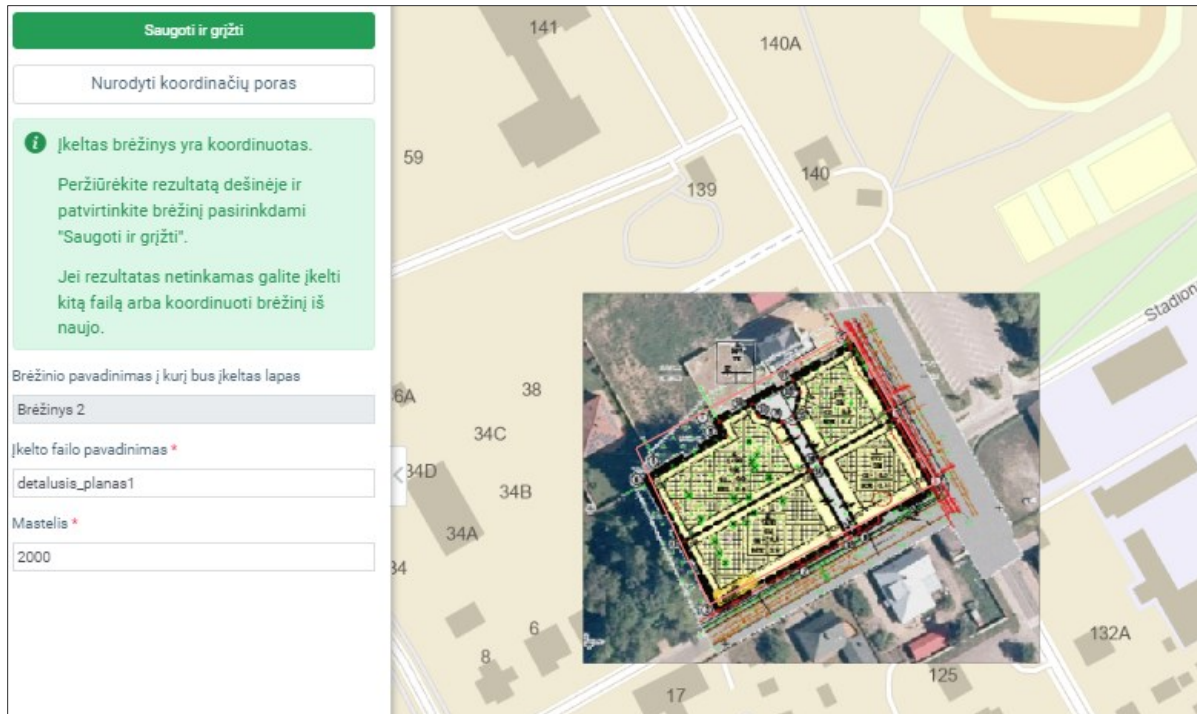 Saugoti ir grįžti
Nurodyti koordinačių poras
Įkeltas brėžinys yra koordinuotas.
Peržiūrėkite rezultatą dešinėje ir
patvirtinkite brėžinį pasirinkdami
"Saugoti ir grįžti".
Jei rezultatas netinkamas galite įkelti
kitą failą arba koordinuoti brėžinį iš
naujo.
Brėžinio pavadinimas į kurį bus įkeltas lapas
Brėžinys 2
Įkelto failo pavadinimas *
detalusis_planas1
Mastelis *
2000
141
140A
59
139
140
Stadion
6A
38
34C
34D
34B
34A
34
6
8
17
125
132A